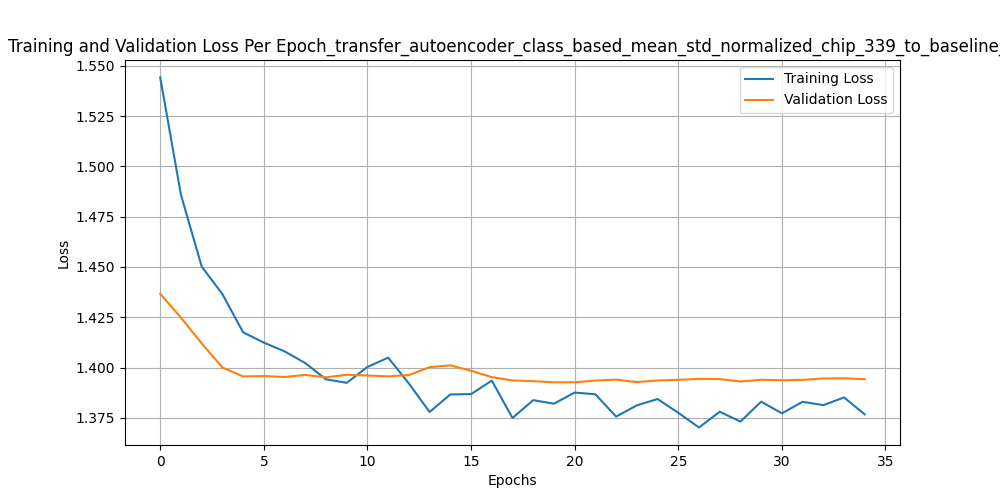 Training and Validation Loss Per Epoch_transfer_autoencoder_class_based_mean_std_normalized_chip_339_to_baseline_
1.550
1.525
1.500
1.475
1.450
1.425
1.400
1.375
Loss
Training Loss
Validation Loss
0 5 10 15 20 25 30 35
Epochs